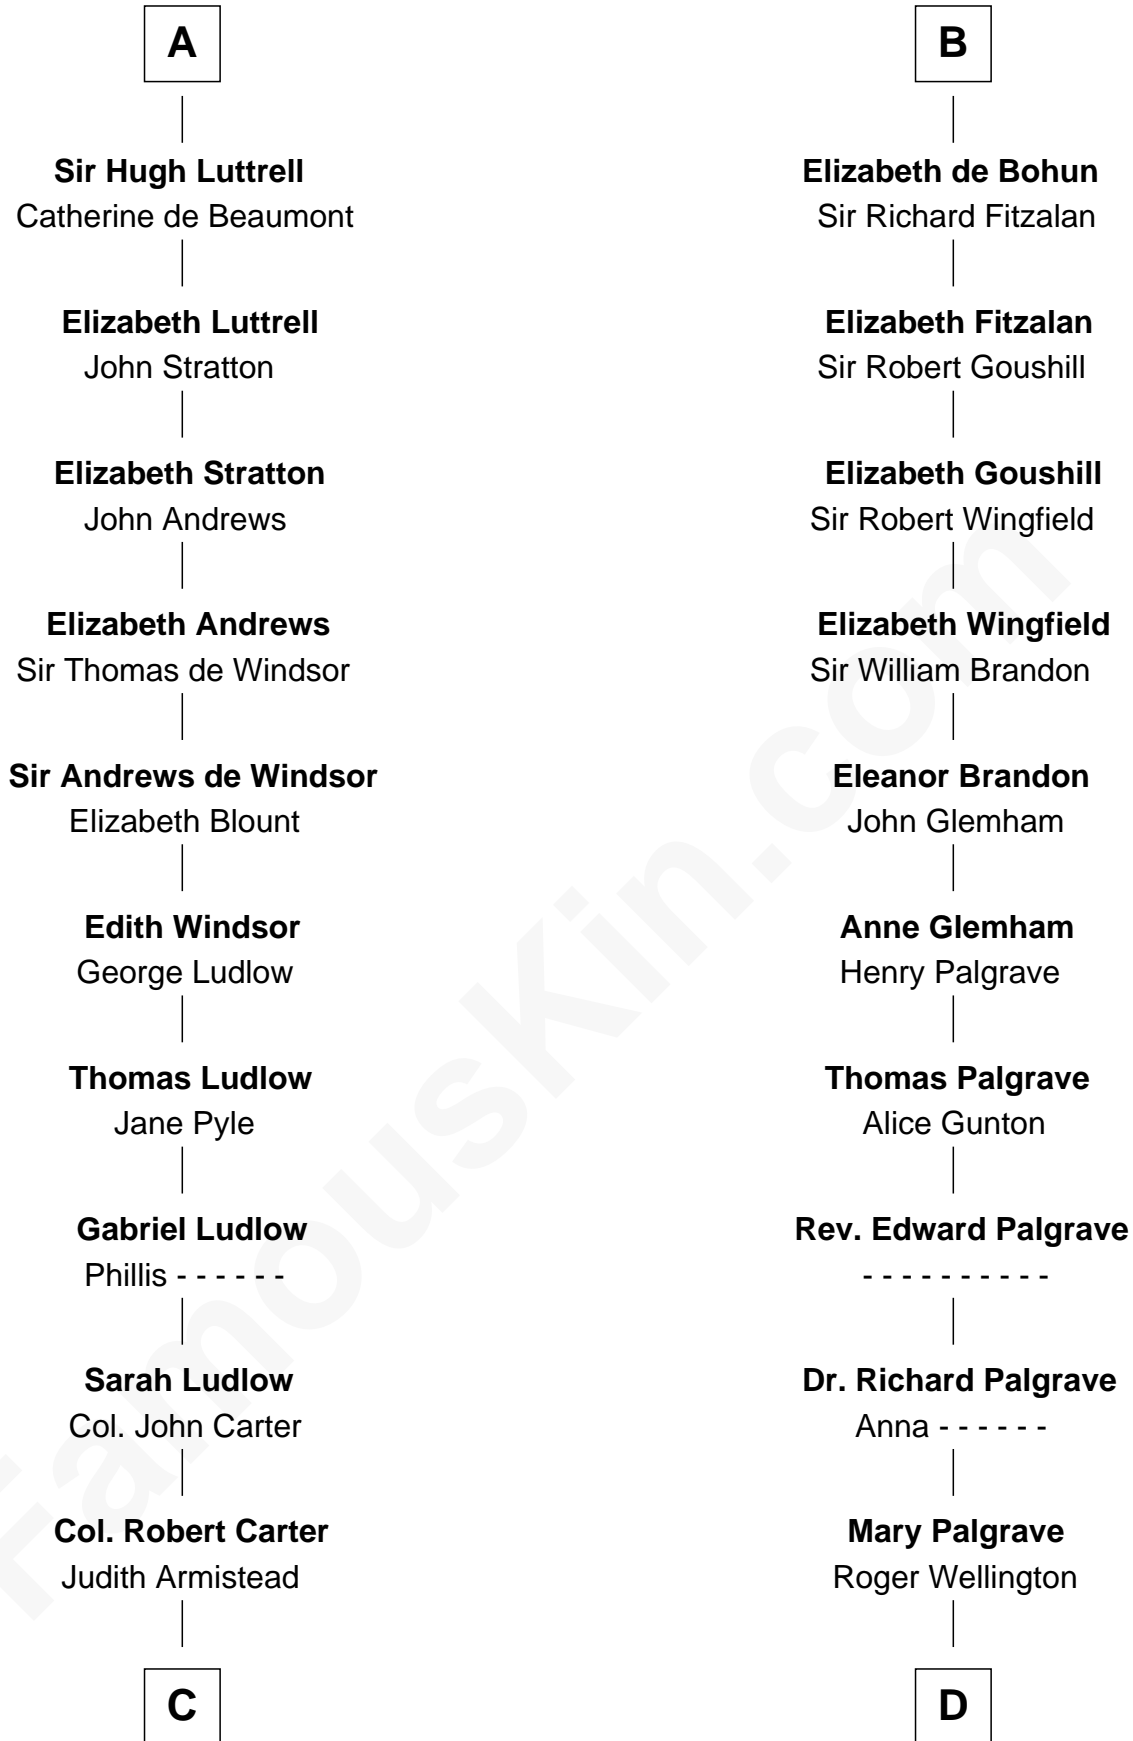 A
Sir Hugh Luttrell
Catherine de Beaumont
Elizabeth Luttrell
John Stratton
Elizabeth Stratton
John Andrews
Elizabeth Andrews
Sir Thomas de Windsor
Sir Andrews de Windsor
Elizabeth Blount
Edith Windsor
George Ludlow
Thomas Ludlow
Jane Pyle
Gabriel Ludlow
Phillis - - - - - -
Sarah Ludlow
Col. John Carter
Col. Robert Carter
Judith Armistead
C
B
Elizabeth de Bohun
Sir Richard Fitzalan
Elizabeth Fitzalan
Sir Robert Goushill
Elizabeth Goushill
Sir Robert Wingfield
Elizabeth Wingfield
Sir William Brandon
Eleanor Brandon
John Glemham
Anne Glemham
Henry Palgrave
Thomas Palgrave
Alice Gunton
Rev. Edward Palgrave
- - - - - - - - - -
Dr. Richard Palgrave
Anna - - - - - -
Mary Palgrave
Roger Wellington
D
FamousKin.com